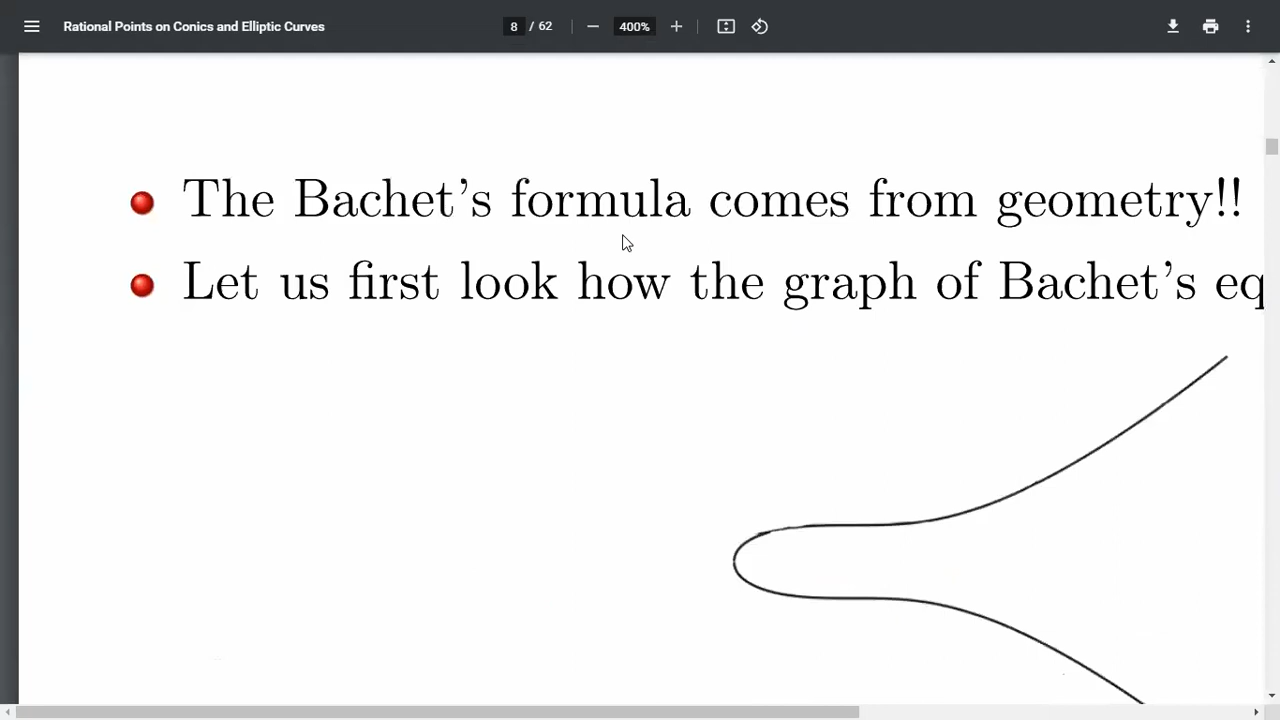 Rational Points on Conics and Elliptic Curves
8 / 62
400%
The Bachet's formula comes from geometry!!
Let us first look how the graph of Bachet's eq